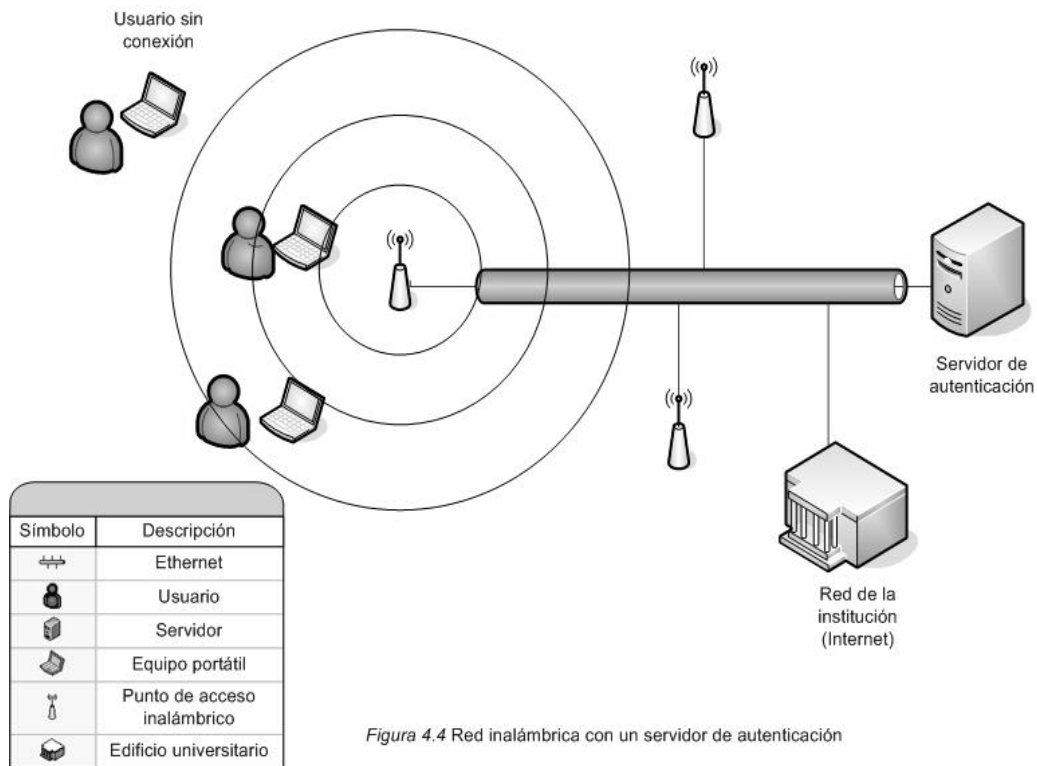 Usuario sin
conexión
Servidor de
autenticación
Red de la
institución
(Internet)
Símbolo Descripción
Ethernet
Usuario
Servidor
Equipo portátil
Punto de acceso
inalámbrico
Edificio universitario
Figura 4.4 Red inalámbrica con un servidor de autenticación